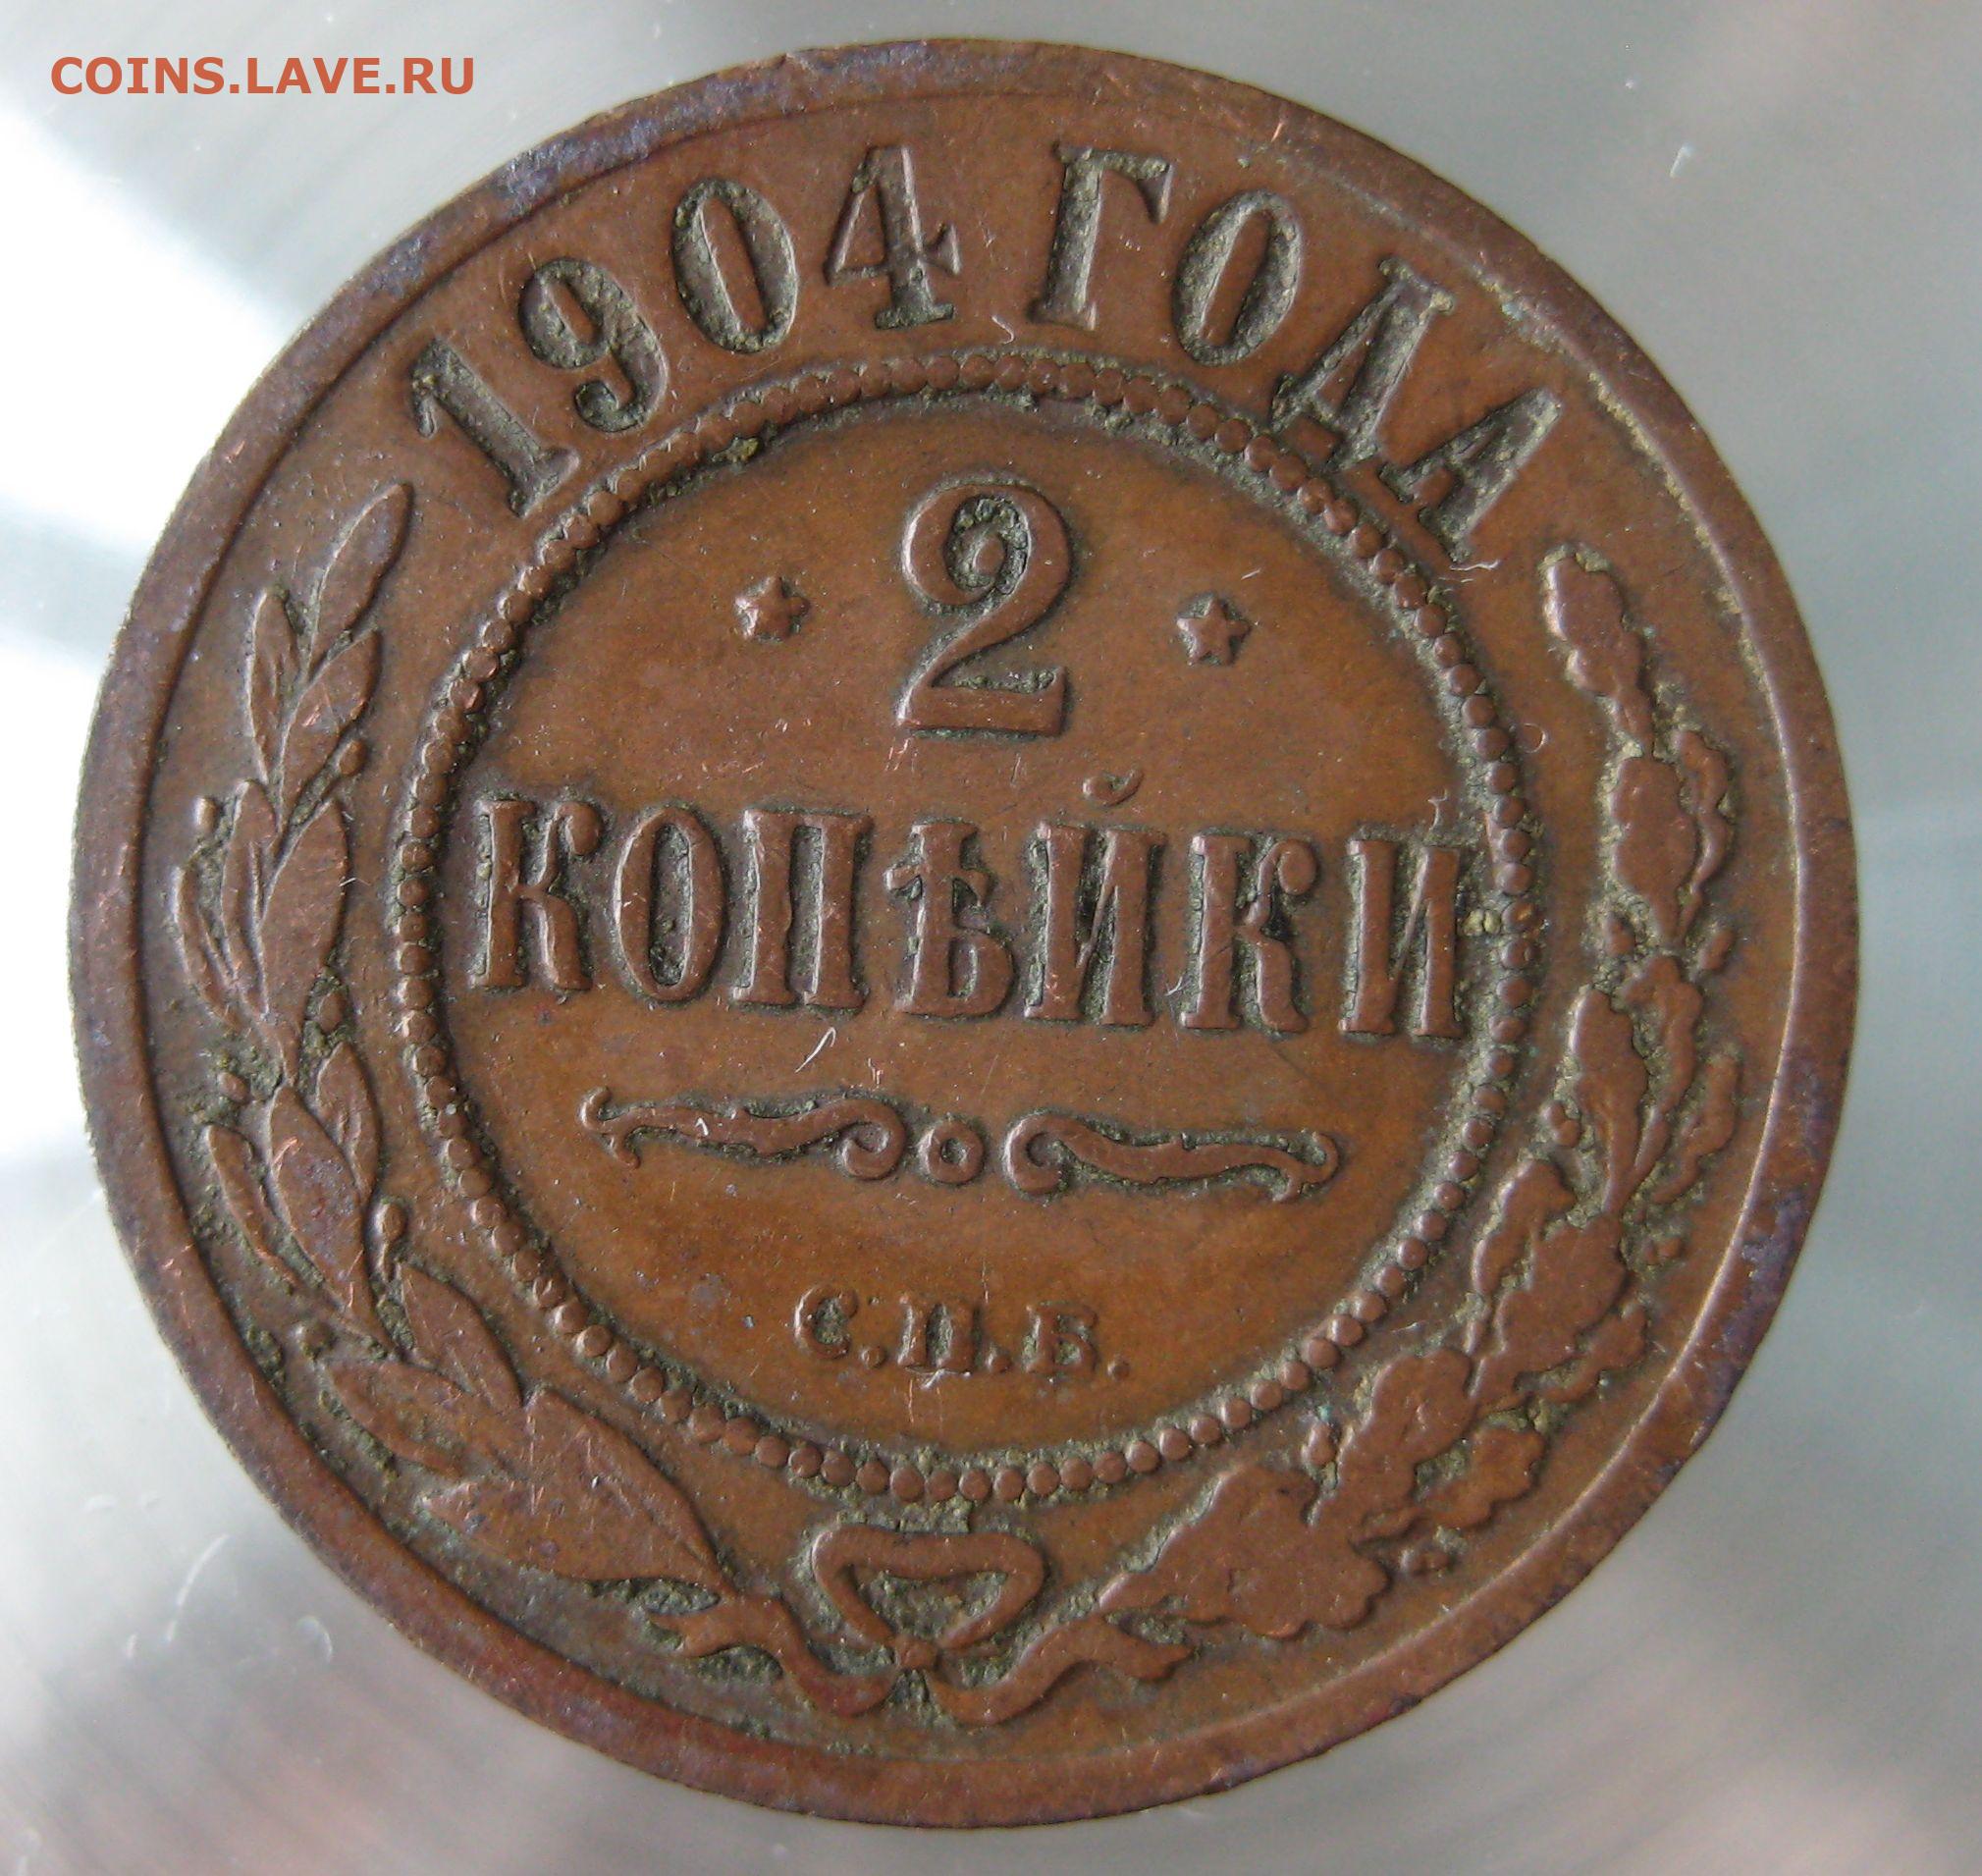 COINS.LAVE.RU
1904 ГОДА
2
КОПѢЙКИ
С.П.Б.